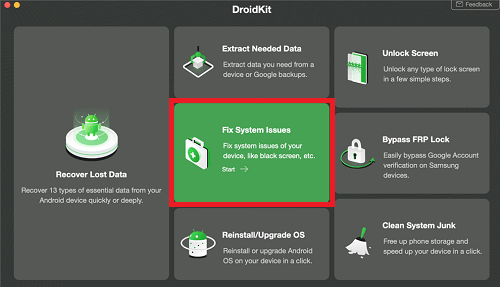 DroidKit
Feedback
Extract Needed Data
Extract data you need from a
device or Google backups.
Unlock Screen
Unlock any type of lock screen
in a few simple steps.
Recover Lost Data
Recover 13 types of essential data from your
Android device quickly or deeply.
Fix System Issues
Fix system issues of your
device, like black screen, etc.
Start →
Bypass FRP Lock
Easily bypass Google Account
verification on Samsung
devices.
Reinstall/Upgrade OS
Reinstall or upgrade Android
OS on your device in a click.
Clean System Junk
Free up phone storage and
speed up your device in a click.